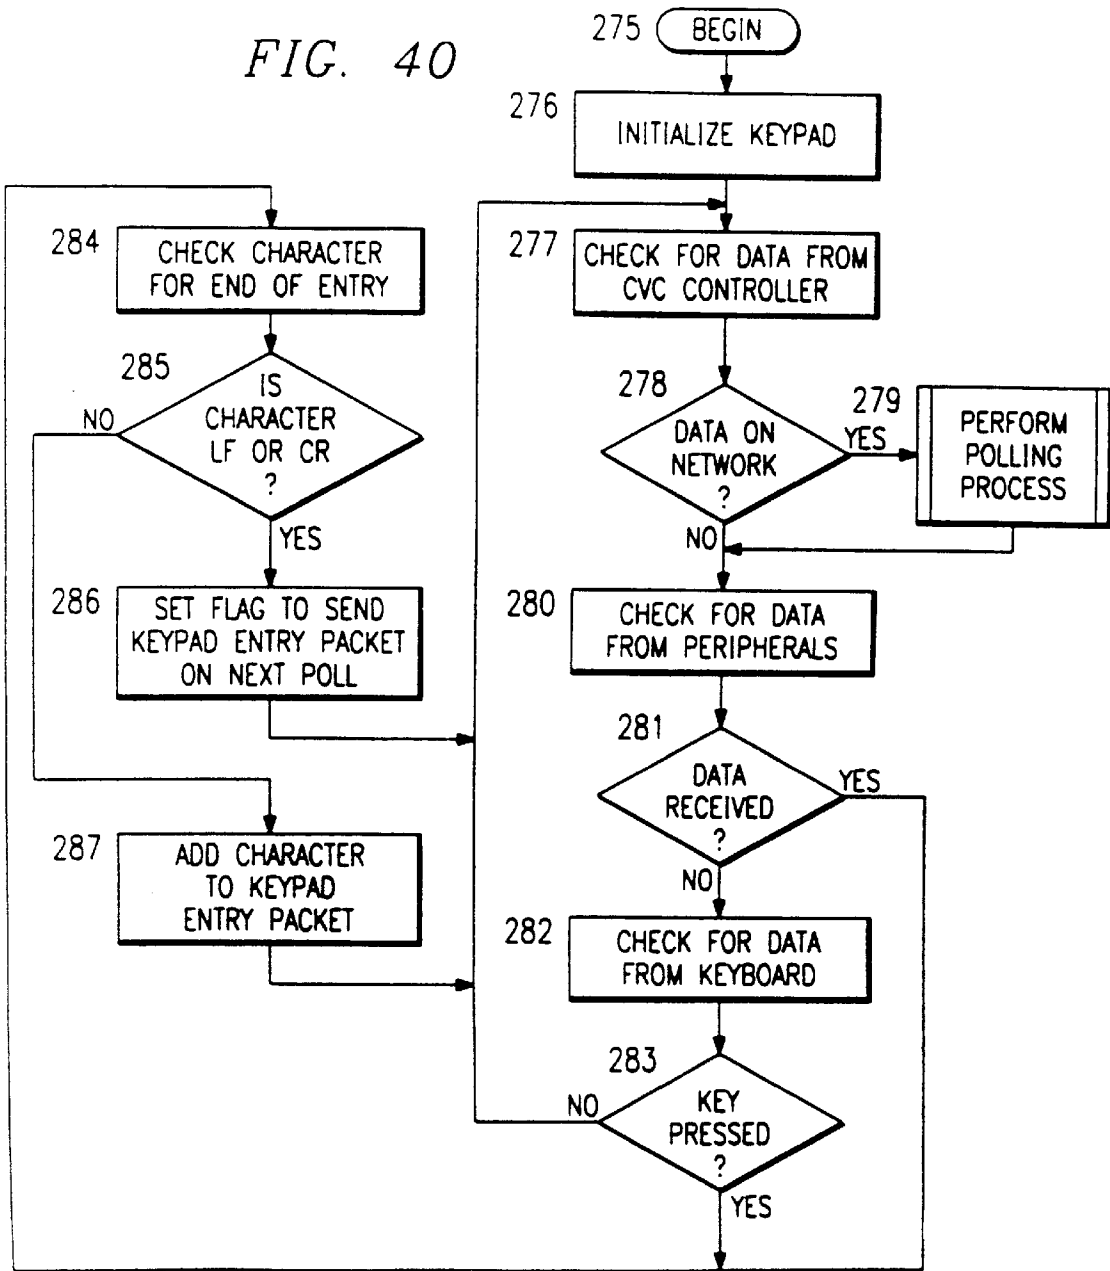 FIG. 40
275
BEGIN
276
INITIALIZE KEYPAD
277
CHECK FOR DATA FROM
CVC CONTROLLER
278
DATA ON
NETWORK
?
YES
NO
279
PERFORM
POLLING
PROCESS
280
CHECK FOR DATA
FROM PERIPHERALS
281
DATA
RECEIVED
?
YES
NO
282
CHECK FOR DATA
FROM KEYBOARD
283
KEY
PRESSED
?
NO
YES
284
CHECK CHARACTER
FOR END OF ENTRY
285
IS
CHARACTER
LF OR CR
?
NO
YES
286
SET FLAG TO SEND
KEYPAD ENTRY PACKET
ON NEXT POLL
287
ADD CHARACTER
TO KEYPAD
ENTRY PACKET